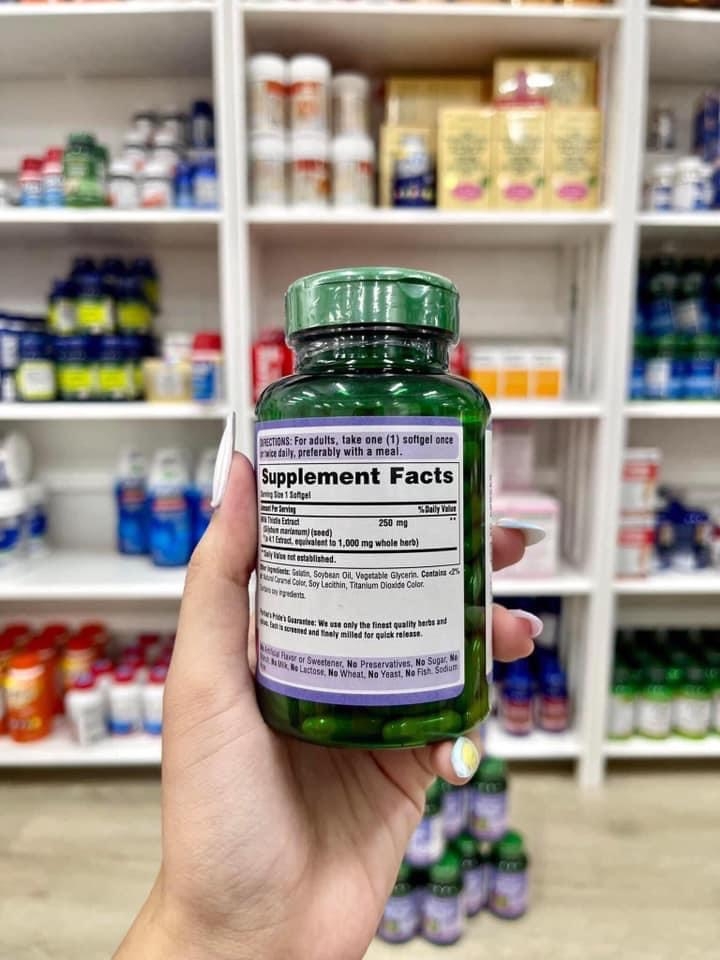 DIRECTIONS: For adults, take one (1) softgel once
or twice daily, preferably with a meal.
Supplement Facts
Serving Size 1 Softgel
Amount Per Serving %Daily Value
Milk Thistle Extract 250 mg **
(Silybum marianum) (seed)
(4:1 Extract, equivalent to 1,000 mg whole herb)
**Daily Value not established.
Other Ingredients: Gelatin, Soybean Oil, Vegetable Glycerin. Contains <2%
of: Natural Caramel Color, Soy Lecithin, Titanium Dioxide Color.
Contains soy ingredients.
Puritan's Pride's Guarantee: We use only the finest quality herbs and
Each is screened and finely milled for quick release.
No Artificial Flavor or Sweetener, No Preservatives, No Sugar, No
Starch, No Milk, No Lactose, No Wheat, No Yeast, No Fish. Sodium